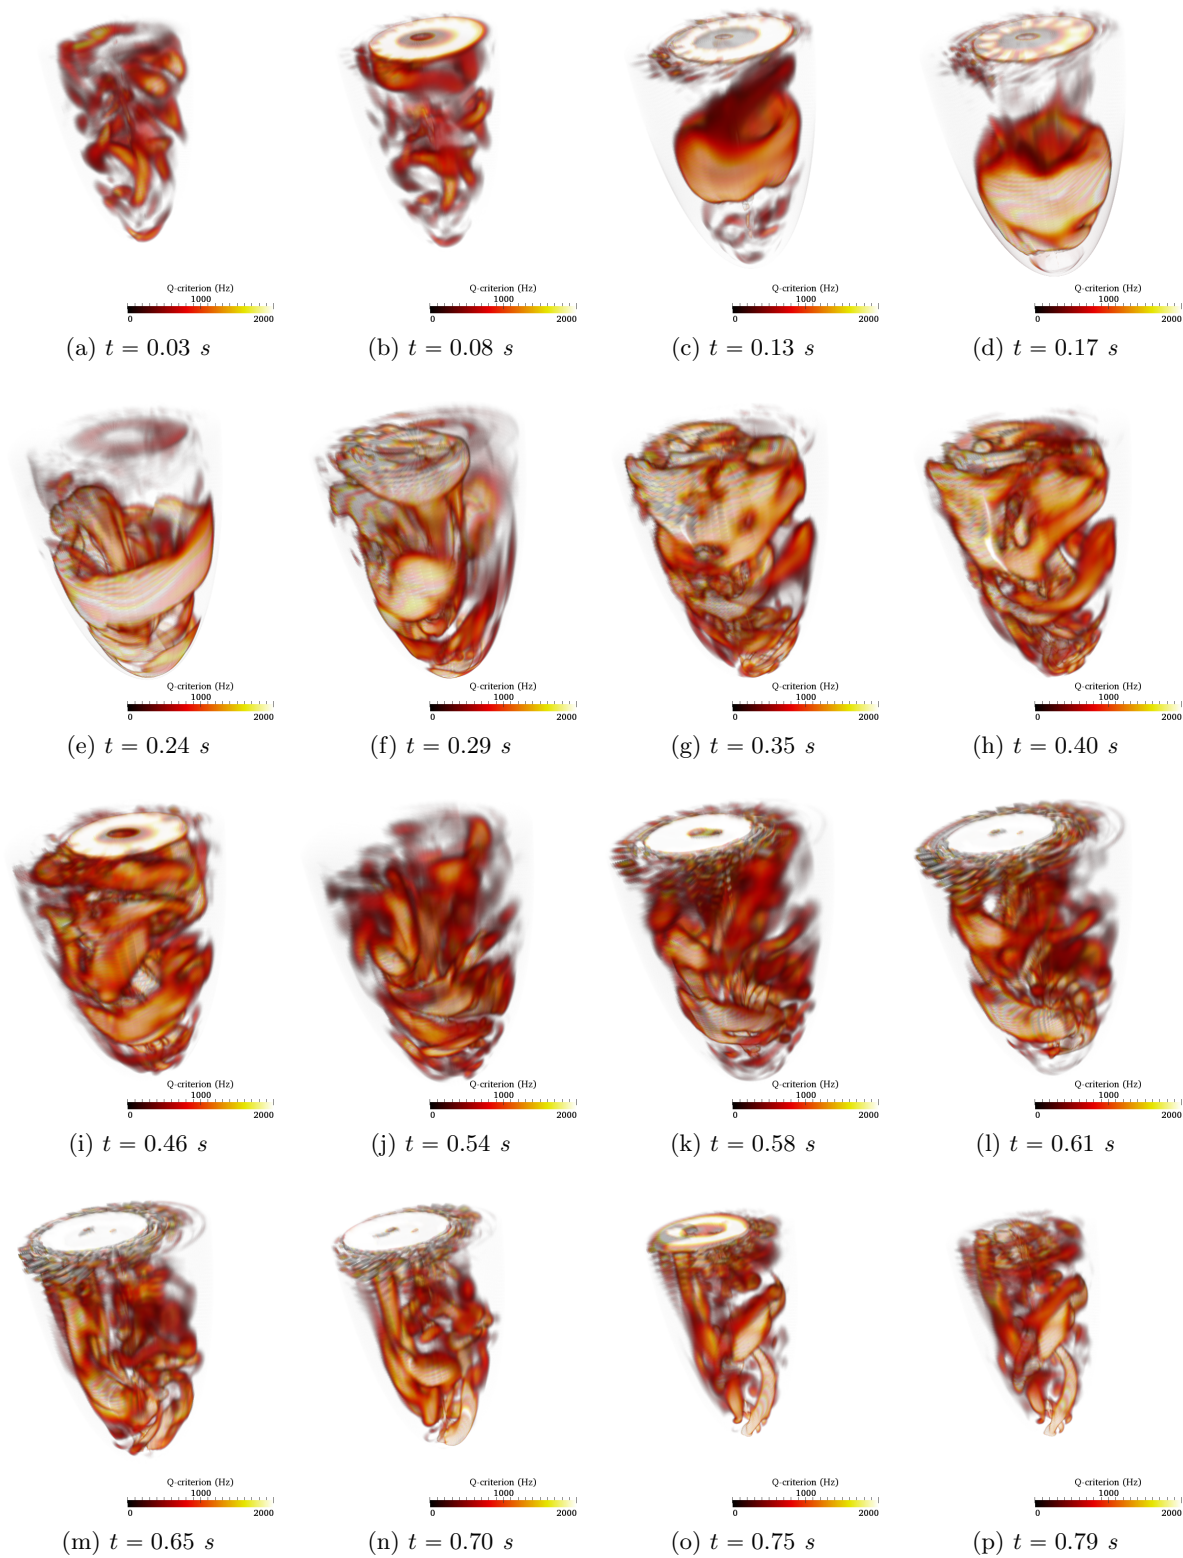 Q-criterion (Hz) Q-criterion (Hz) Q-criterion (Hz) Q-criterion (Hz)
1000 1000 1000 1000
0 2000 0 2000 0 2000 0 2000
(a) t = 0.03 s (b) t = 0.08 s (c) t = 0.13 s (d) t = 0.17 s
Q-criterion (Hz) Q-criterion (Hz) Q-criterion (Hz) Q-criterion (Hz)
1000 1000 1000 1000
0 2000 0 2000 0 2000 0 2000
(e) t = 0.24 s (f) t = 0.29 s (g) t = 0.35 s (h) t = 0.40 s
Q-criterion (Hz) Q-criterion (Hz) Q-criterion (Hz) Q-criterion (Hz)
1000 1000 1000 1000
0 2000 0 2000 0 2000 0 2000
(i) t = 0.46 s (j) t = 0.54 s (k) t = 0.58 s (l) t = 0.61 s
Q-criterion (Hz) Q-criterion (Hz) Q-criterion (Hz) Q-criterion (Hz)
1000 1000 1000 1000
0 2000 0 2000 0 2000 0 2000
(m) t = 0.65 s (n) t = 0.70 s (o) t = 0.75 s (p) t = 0.79 s